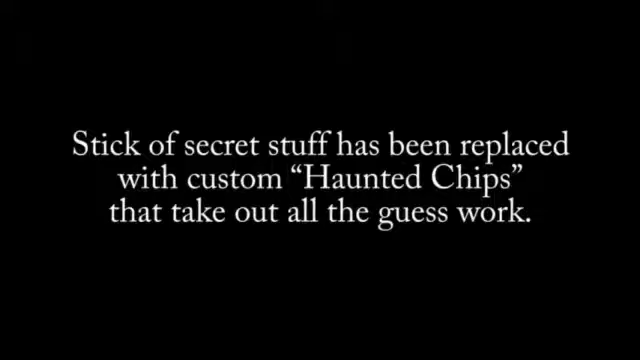 Stick of secret stuff has been replaced
with custom “Haunted Chips”
that take out all the guess work.